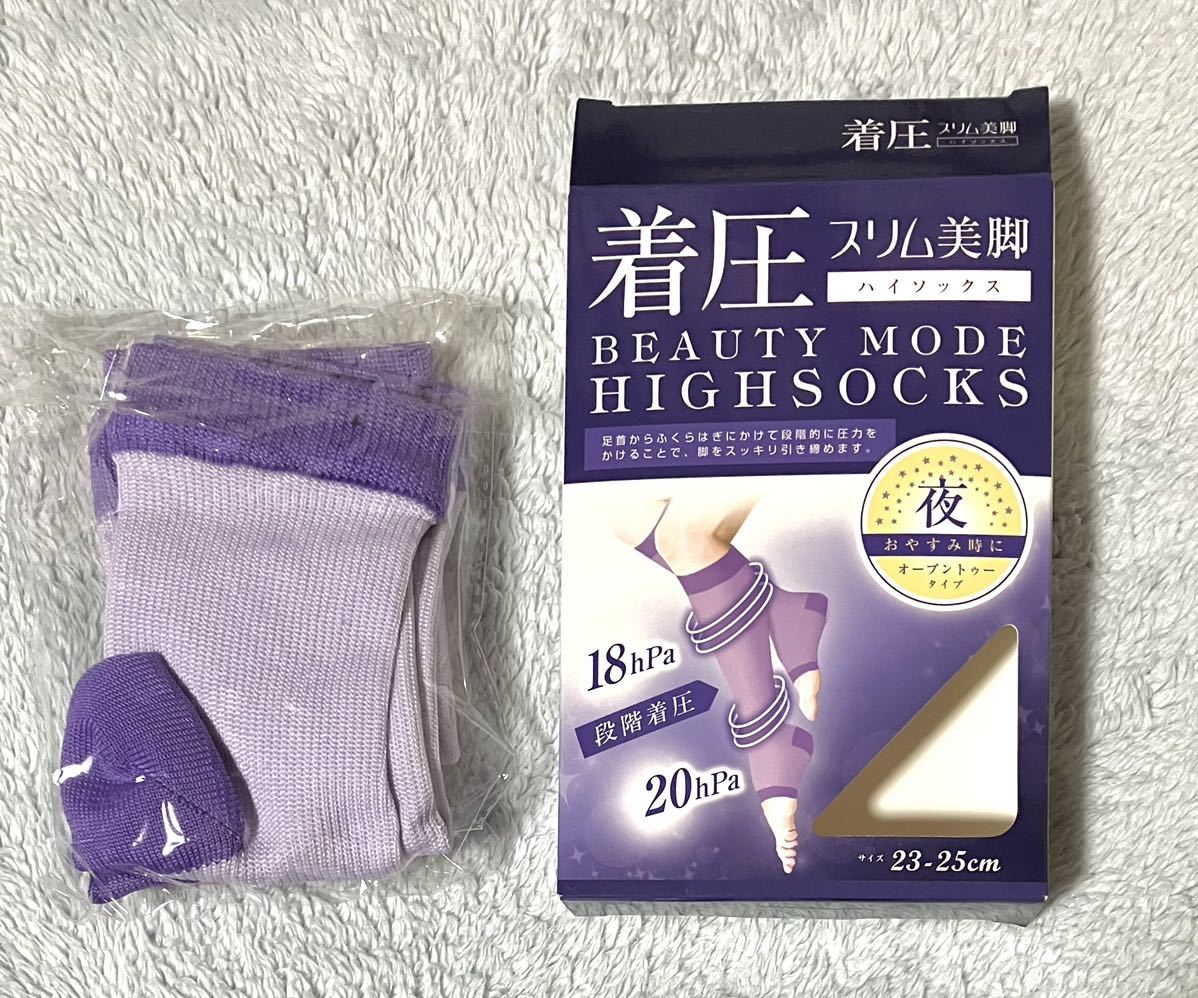 着圧 スリム美脚
ハイソックス
着圧 スリム美脚
ハイソックス
BEAUTY MODE
HIGHSOCKS
足首からふくらはぎにかけて段階的に圧力を
かけることで、脚をスッキリ引き締めます。
夜
おやすみ時に
オープントゥー
タイプ
18hPa
段階着圧
20hPa
サイズ 23-25cm